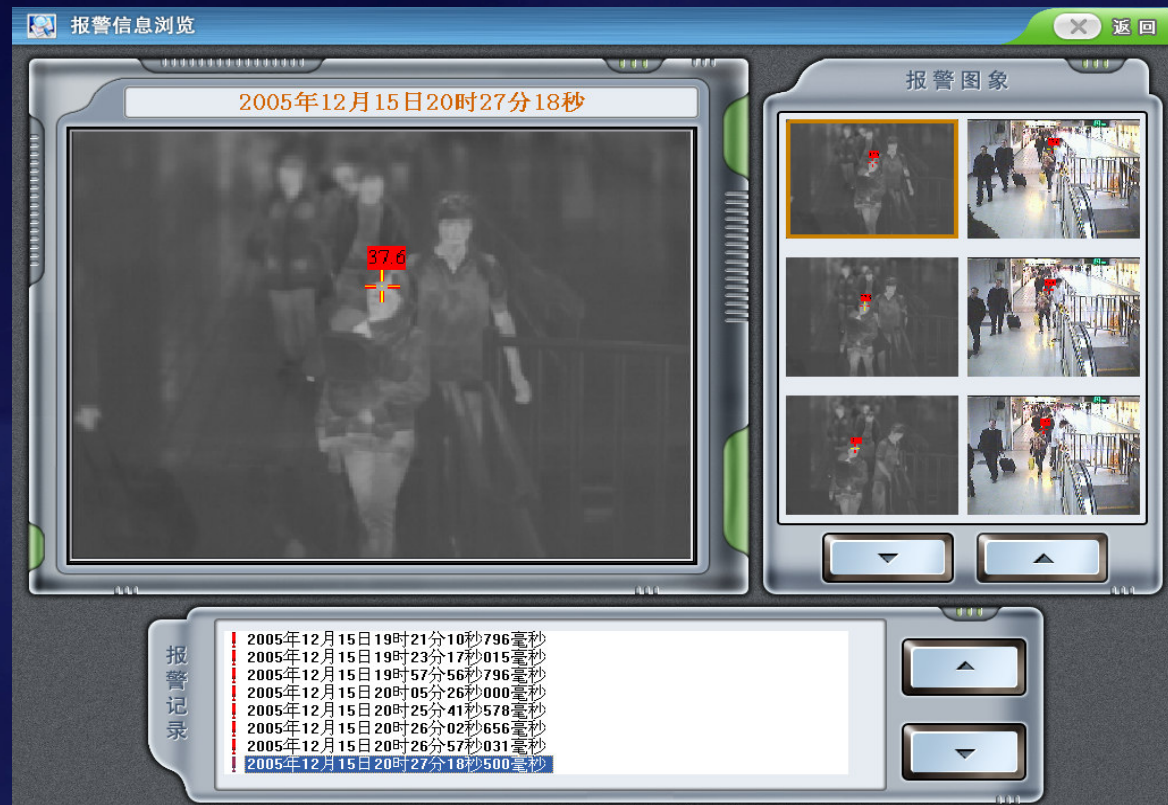 报警信息浏览
返回
2005年12月15日20时27分18秒
37.6
报警图象
报警记录
2005年12月15日19时21分10秒796毫秒
2005年12月15日19时23分17秒015毫秒
2005年12月15日19时57分56秒796毫秒
2005年12月15日20时05分26秒000毫秒
2005年12月15日20时25分41秒578毫秒
2005年12月15日20时26分02秒656毫秒
2005年12月15日20时26分57秒031毫秒
2005年12月15日20时27分18秒500毫秒